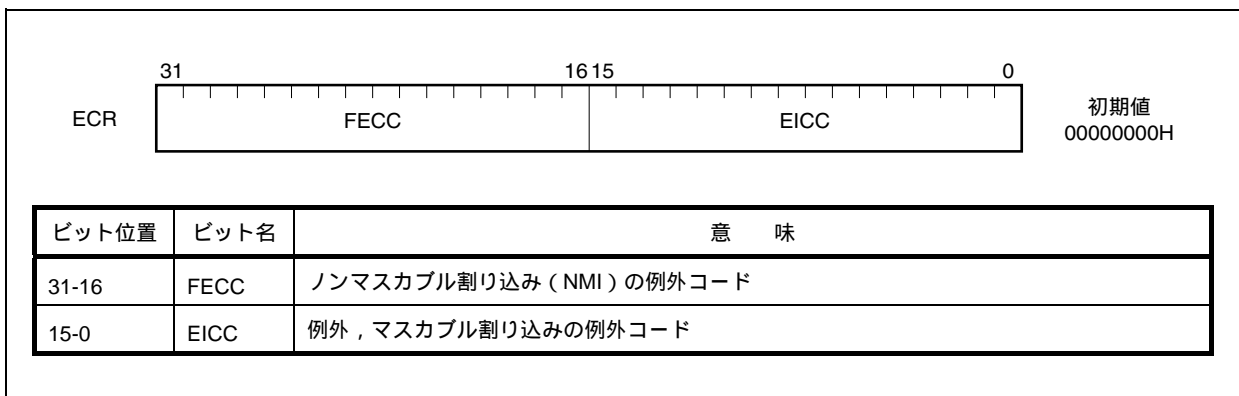 31 16 15 0
ECR FECC EICC 初期値
00000000H
ビット位置 ビット名 意 味
31-16 FECC ノンマスカブル割り込み（NMI）の例外コード
15-0 EICC 例外，マスカブル割り込みの例外コード